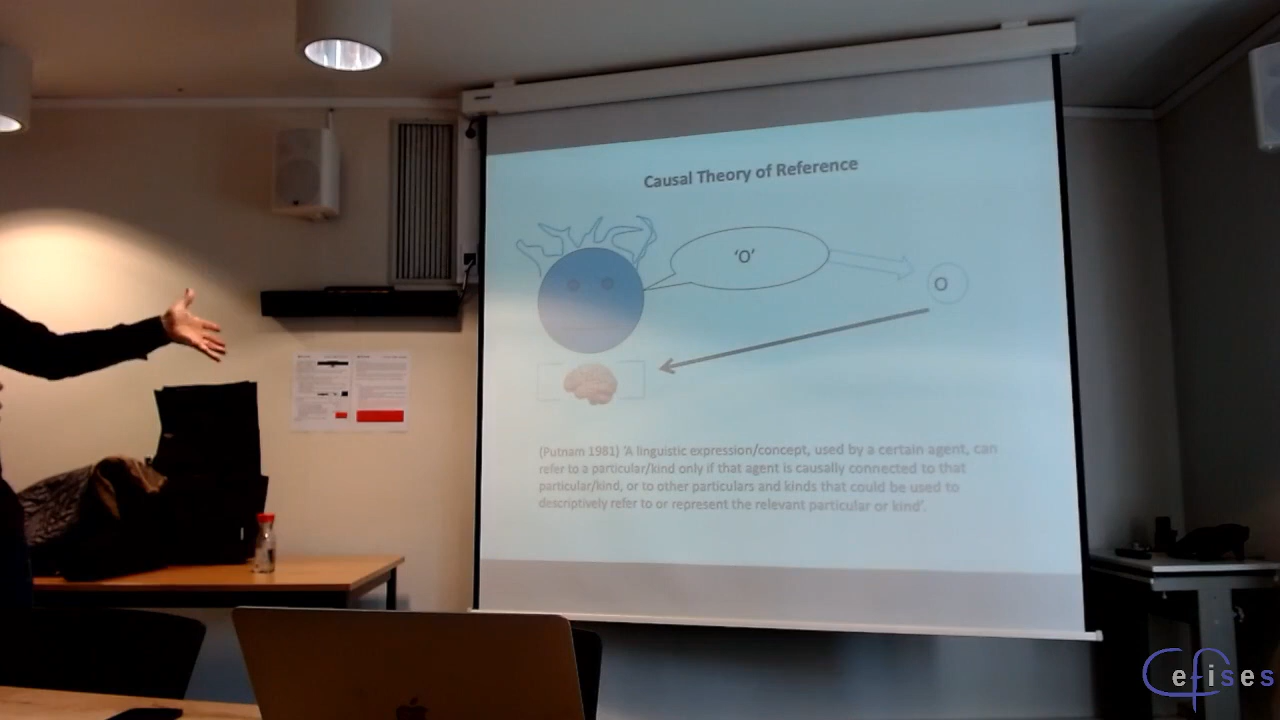 Causal Theory of Reference
'O'
O
(Putnam 1981) 'A linguistic expression/concept, used by a certain agent, can
refer to a particular/kind only if that agent is causally connected to that
particular/kind, or to other particulars and kinds that could be used to
descriptively refer to or represent the relevant particular or kind'.
Cefises